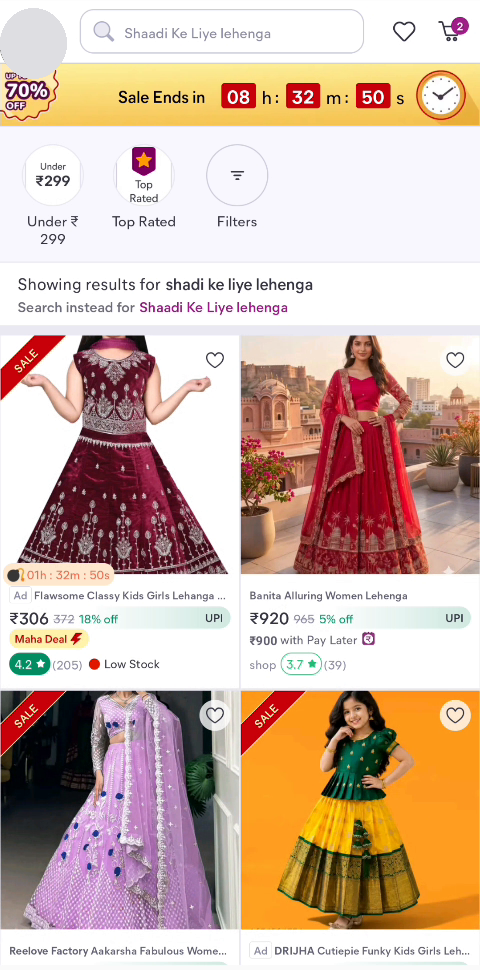 Shaadi Ke Liye lehenga
2
UP TO
70%
OFF
Sale Ends in 08 h : 32 m : 50 s
Under
₹299
Top
Rated
Under ₹
299
Top Rated
Filters
Showing results for shadi ke liye lehenga
Search instead for Shaadi Ke Liye lehenga
SALE
01h : 32m : 50s
Ad Flawsome Classy Kids Girls Lehanga ...
₹306 372 18% off UPI
Maha Deal
4.2 ★ (205) Low Stock
Banita Alluring Women Lehenga
₹920 965 5% off UPI
₹900 with Pay Later
shop 3.7 ★ (39)
SALE
Reelove Factory Aakarsha Fabulous Wome...
SALE
Ad DRIJHA Cutiepie Funky Kids Girls Leh...